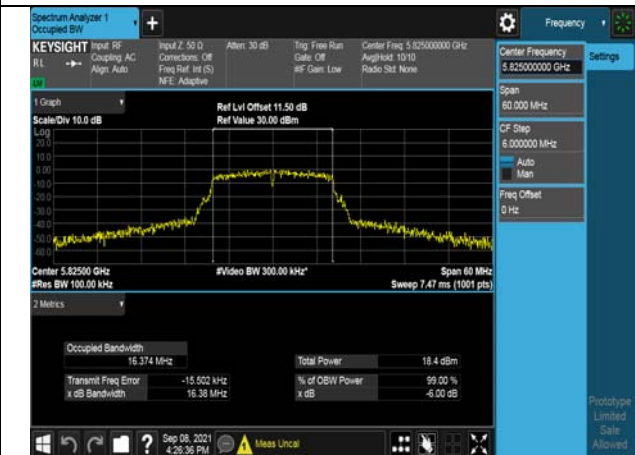 Spectrum Analyzer 1
Occupied BW
+
Frequency
KEYSIGHT
RL
Input: RF
Coupling: AC
Align: Auto
Input Z: 50 Ω
Corrections: Off
Freq Ref: Int (S)
NFE: Adaptive
Atten: 30 dB
Trig: Free Run
Gate: Off
#IF Gain: Low
Center Freq: 5.825000000 GHz
Avg|Hold: 10/10
Radio Std: None
Center Frequency
5.825000000 GHz
Settings
Span
60.000 MHz
CF Step
6.000000 MHz
Auto
Man
Freq Offset
0 Hz
1 Graph
Scale/Div 10.0 dB
Ref Lvl Offset 11.50 dB
Ref Value 30.00 dBm
Log
20.0
10.0
0.00
-10.0
-20.0
-30.0
-40.0
-50.0
-60.0
Center 5.82500 GHz
#Res BW 100.00 kHz
#Video BW 300.00 kHz*
Span 60 MHz
Sweep 7.47 ms (1001 pts)
2 Metrics
Occupied Bandwidth
16.374 MHz
Total Power 18.4 dBm
Transmit Freq Error -15.502 kHz
% of OBW Power 99.00 %
x dB Bandwidth 16.38 MHz
x dB -6.00 dB
Prototype
Limited
Sale
Allowed
?
Sep 08, 2021
4:26:36 PM
Meas Uncal